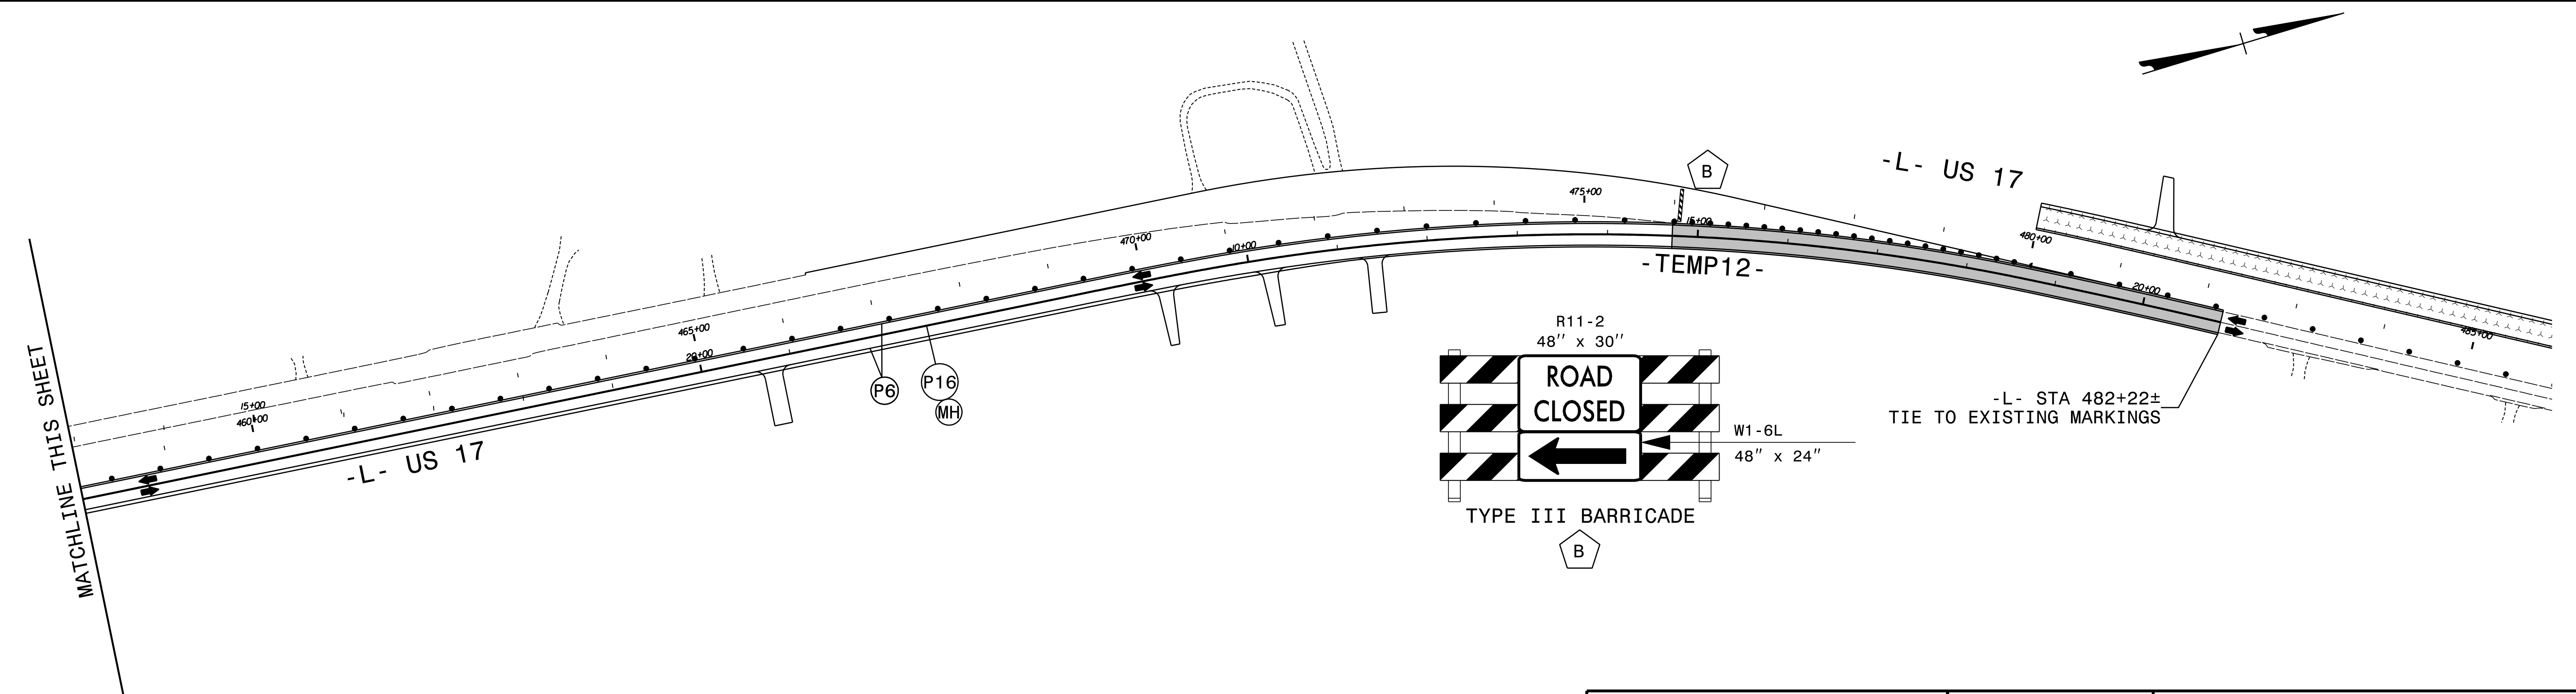 -L- US 17
B
475+00
15+00
480+00
470+00
10+00
-TEMP12-
20+00
485+00
465+00
20+00
R11-2
48" x 30"
ROAD
CLOSED
W1-6L
48" x 24"
TYPE III BARRICADE
B
P6
P16
MH
-L- STA 482+22±
TIE TO EXISTING MARKINGS
15+00
460+00
-L- US 17
MATCHLINE THIS SHEET